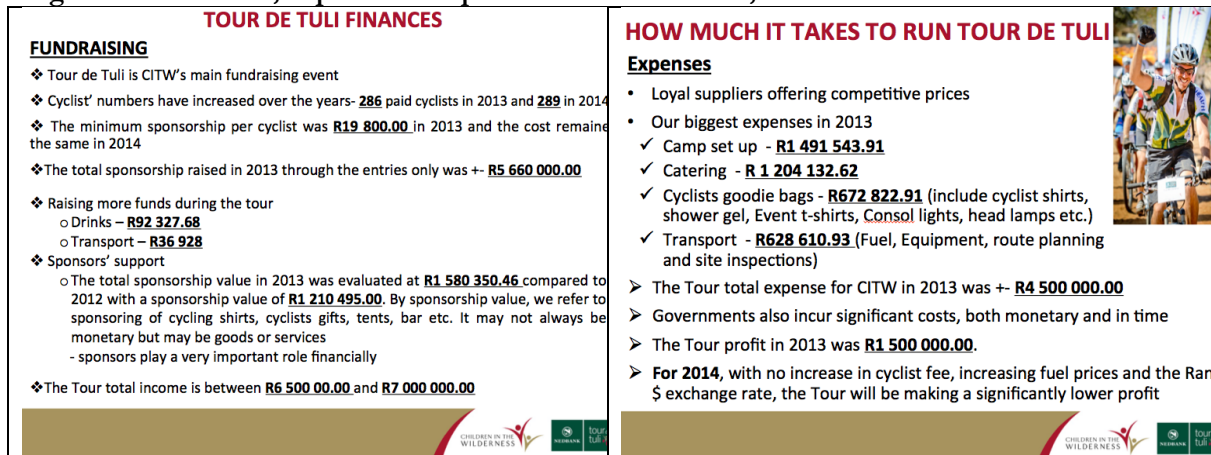 TOUR DE TULI FINANCES
FUNDRAISING
❖ Tour de Tuli is CITW's main fundraising event
❖ Cyclist' numbers have increased over the years- 286 paid cyclists in 2013 and 289 in 2014
❖ The minimum sponsorship per cyclist was R19 800.00 in 2013 and the cost remaine
the same in 2014
❖The total sponsorship raised in 2013 through the entries only was +- R5 660 000.00
❖ Raising more funds during the tour
o Drinks – R92 327.68
o Transport – R36 928
❖ Sponsors' support
o The total sponsorship value in 2013 was evaluated at R1 580 350.46 compared to
2012 with a sponsorship value of R1 210 495.00. By sponsorship value, we refer to
sponsoring of cycling shirts, cyclists gifts, tents, bar etc. It may not always be
monetary but may be goods or services
- sponsors play a very important role financially
❖The Tour total income is between R6 500 00.00 and R7 000 000.00
CHILDREN IN THE
WILDERNESS
NEDBANK
tour
tuli
HOW MUCH IT TAKES TO RUN TOUR DE TULI
Expenses
• Loyal suppliers offering competitive prices
• Our biggest expenses in 2013
✓ Camp set up - R1 491 543.91
✓ Catering - R 1 204 132.62
✓ Cyclists goodie bags - R672 822.91 (include cyclist shirts,
shower gel, Event t-shirts, Consol lights, head lamps etc.)
✓ Transport - R628 610.93 (Fuel, Equipment, route planning
and site inspections)
➢ The Tour total expense for CITW in 2013 was +- R4 500 000.00
➢ Governments also incur significant costs, both monetary and in time
➢ The Tour profit in 2013 was R1 500 000.00.
➢ For 2014, with no increase in cyclist fee, increasing fuel prices and the Ran
$ exchange rate, the Tour will be making a significantly lower profit
CHILDREN IN THE
WILDERNESS
NEDBANK
tour
tuli